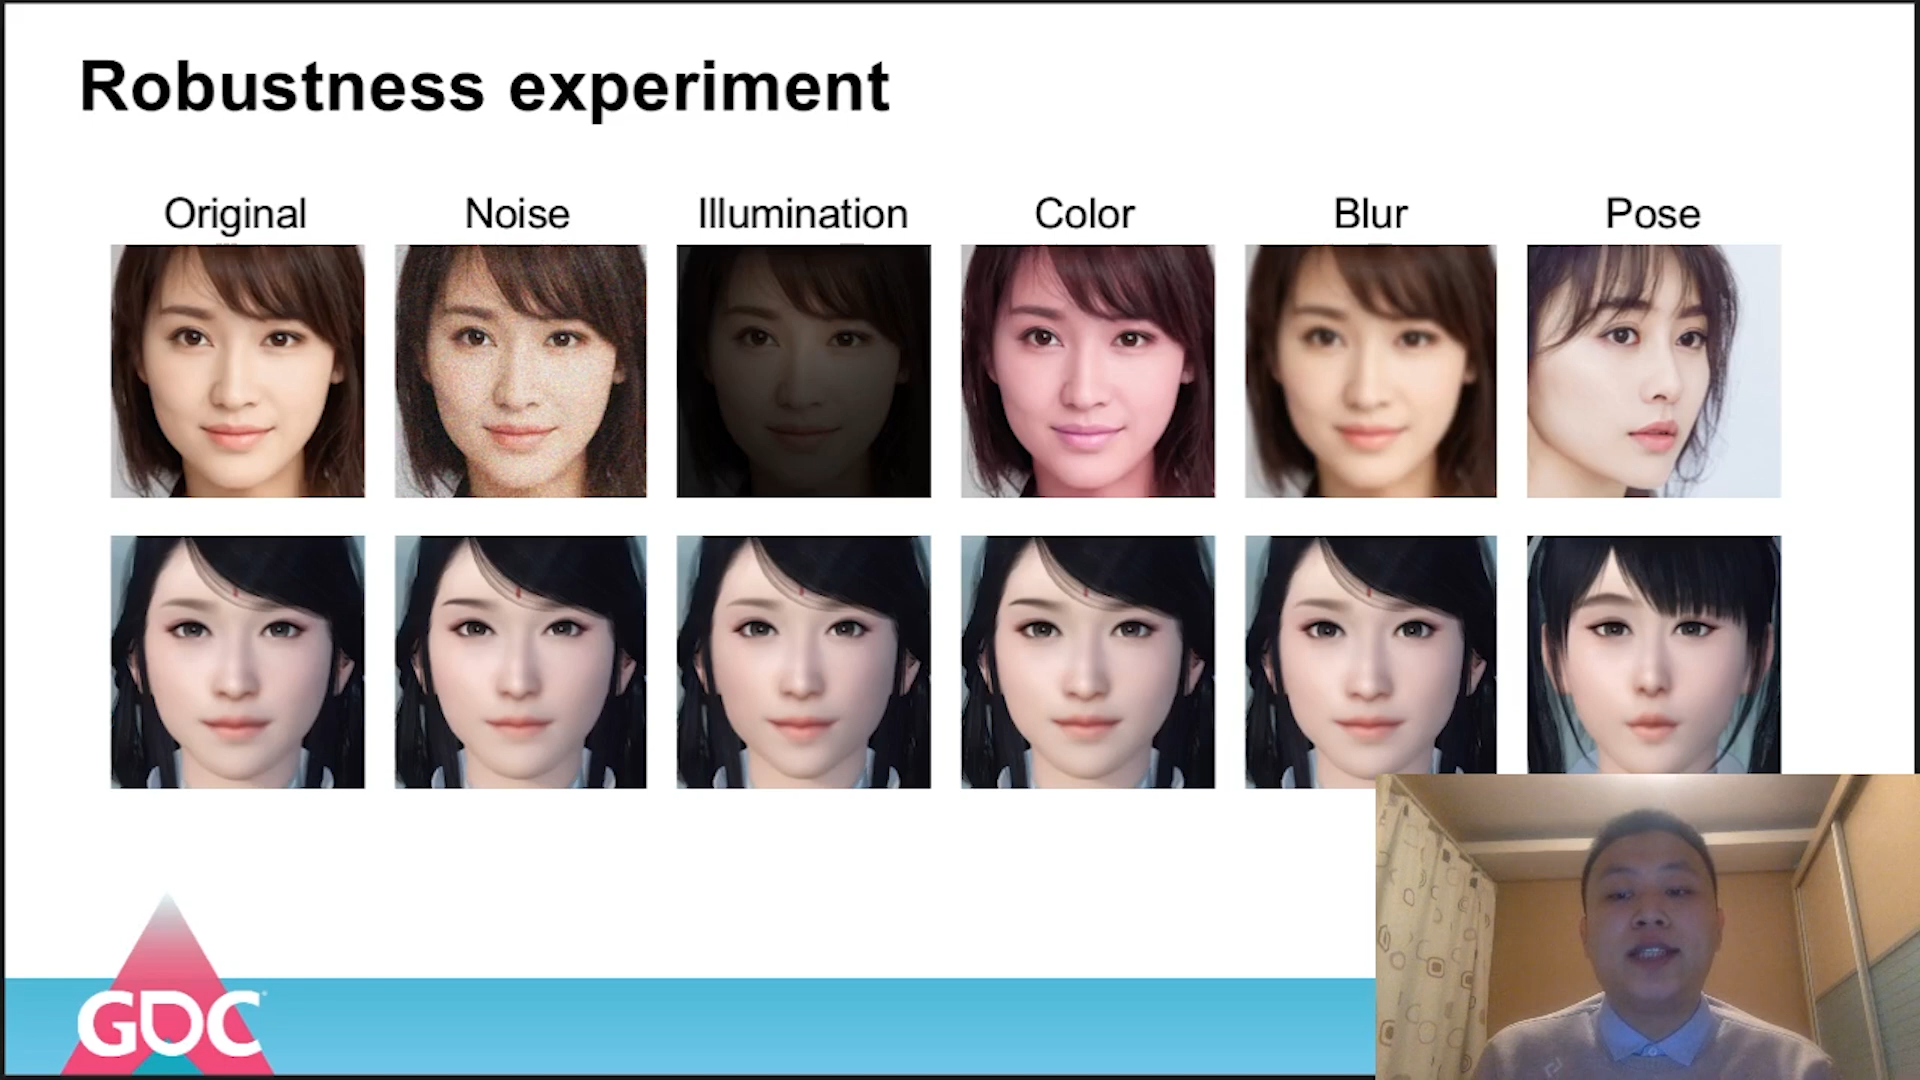 Robustness experiment
Original
Noise
Illumination
Color
Blur
Pose
GDC